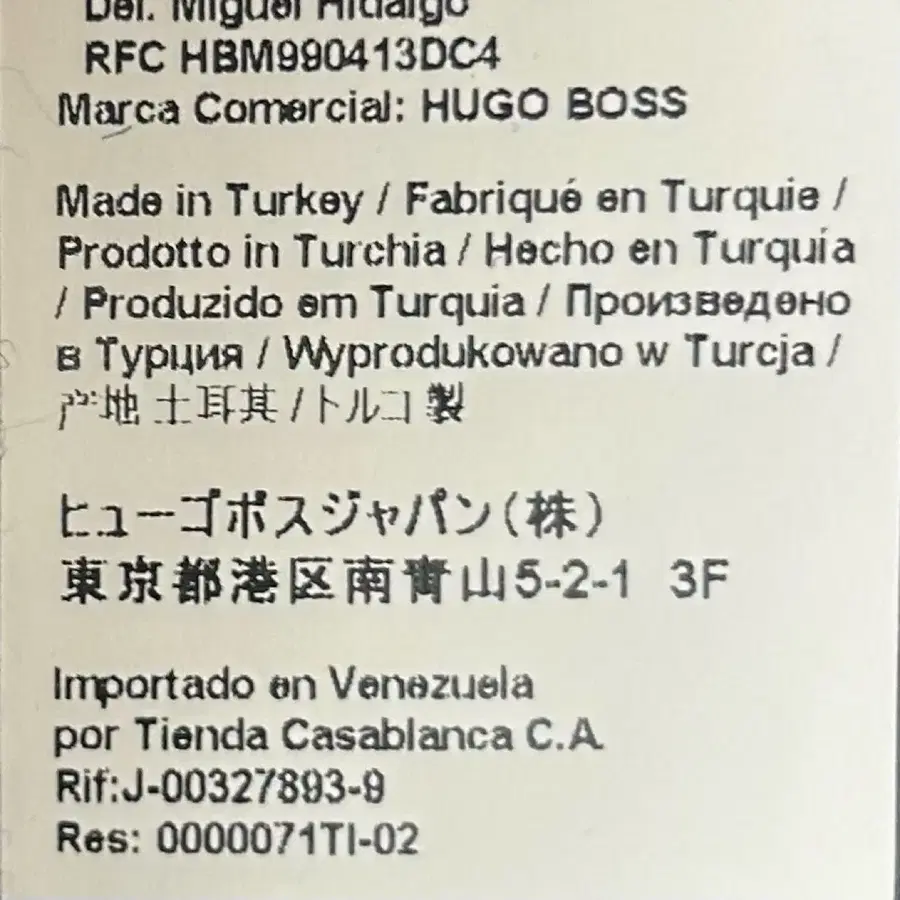 Del. Miguel Hidalgo
RFC HBM990413DC4
Marca Comercial: HUGO BOSS
Made in Turkey / Fabriqué en Turquie /
Prodotto in Turchia / Hecho en Turquía
/ Produzido em Turquia / Произведено
в Турция / Wyprodukowano w Turcja /
产地 土耳其 / トルコ 製
ヒューゴボスジャパン(株)
東京都港区南青山5-2-1 3F
Importado en Venezuela
por Tienda Casablanca C.A.
Rif:J-00327893-9
Res: 0000071TI-02